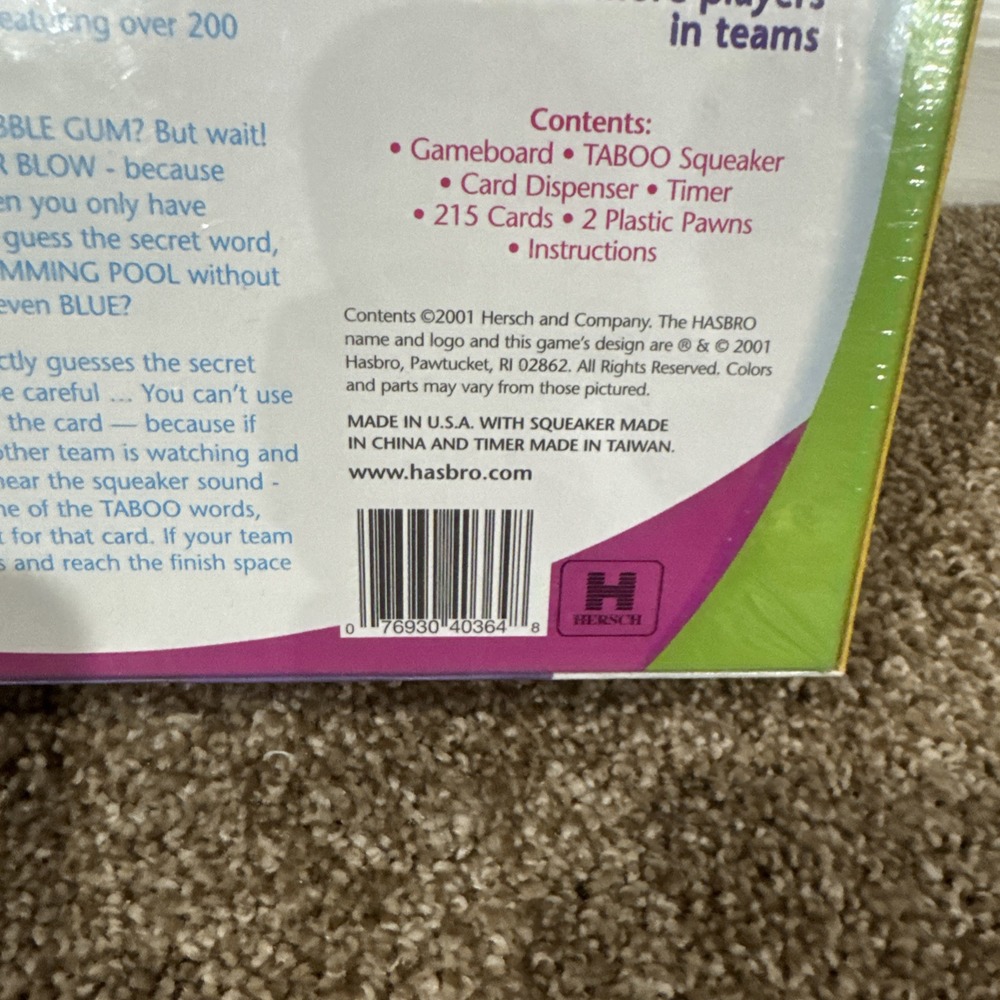 featuring over 200
players
in teams
BBLE GUM? But wait!
R BLOW - because
en you only have
guess the secret word,
MMING POOL without
even BLUE?
ctly guesses the secret
e careful ... You can't use
the card — because if
other team is watching and
hear the squeaker sound -
ne of the TABOO words,
t for that card. If your team
s and reach the finish space
Contents:
• Gameboard • TABOO Squeaker
• Card Dispenser • Timer
• 215 Cards • 2 Plastic Pawns
• Instructions
Contents ©2001 Hersch and Company. The HASBRO
name and logo and this game's design are ® & © 2001
Hasbro, Pawtucket, RI 02862. All Rights Reserved. Colors
and parts may vary from those pictured.
MADE IN U.S.A. WITH SQUEAKER MADE
IN CHINA AND TIMER MADE IN TAIWAN.
www.hasbro.com
0 76930 40364 8
H
HERSCH